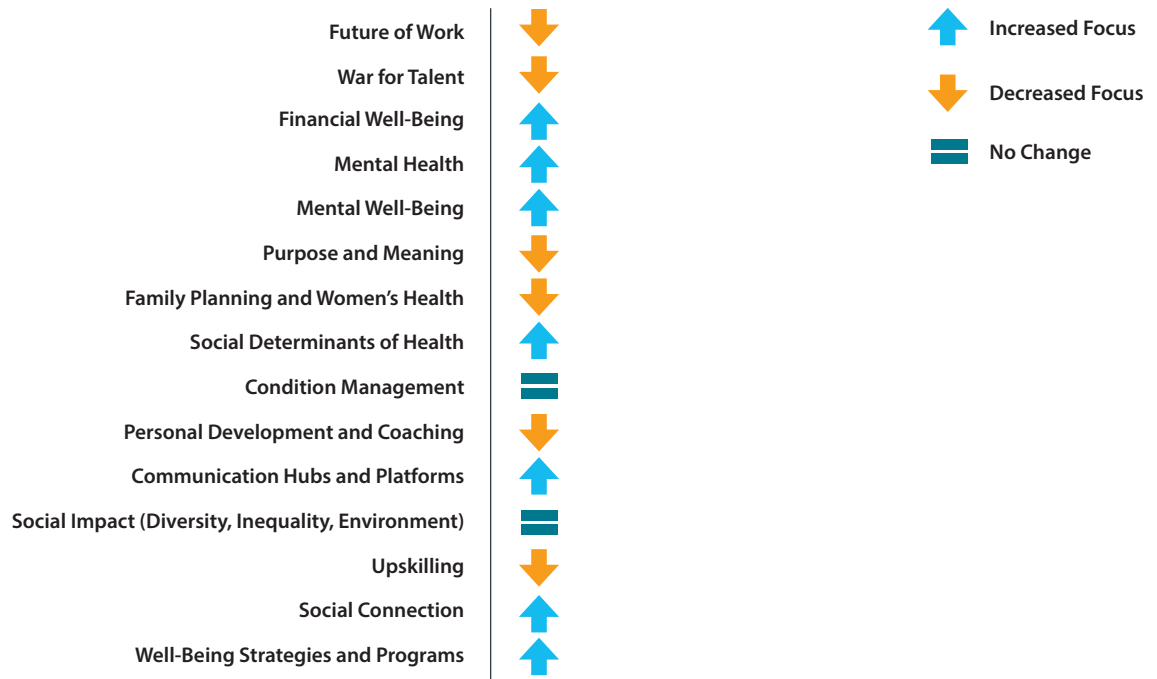 Future of Work
War for Talent
Financial Well-Being
Mental Health
Mental Well-Being
Purpose and Meaning
Family Planning and Women’s Health
Social Determinants of Health
Condition Management
Personal Development and Coaching
Communication Hubs and Platforms
Social Impact (Diversity, Inequality, Environment)
Upskilling
Social Connection
Well-Being Strategies and Programs
Increased Focus
Decreased Focus
No Change